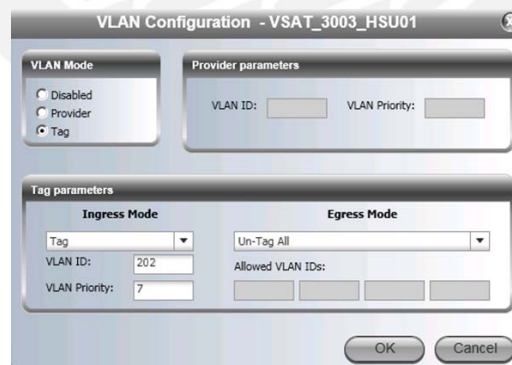 VLAN Configuration - VSAT_3003_HSU01
VLAN Mode
Disabled
Provider
Tag
Provider parameters
VLAN ID:
VLAN Priority:
Tag parameters
Ingress Mode
Tag
VLAN ID: 202
VLAN Priority: 7
Egress Mode
Un-Tag All
Allowed VLAN IDs:
OK
Cancel